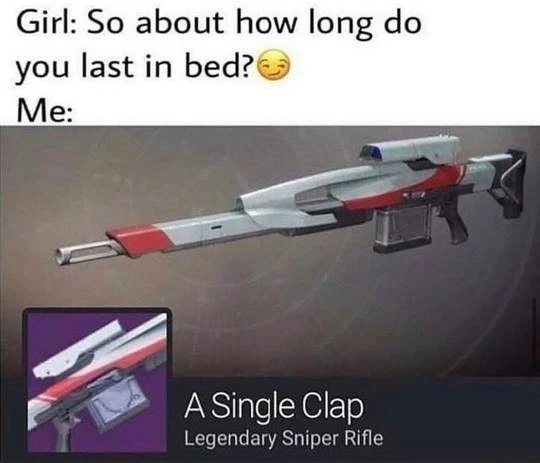 Girl: So about how long do
you last in bed?😏
Me:
A Single Clap
Legendary Sniper Rifle